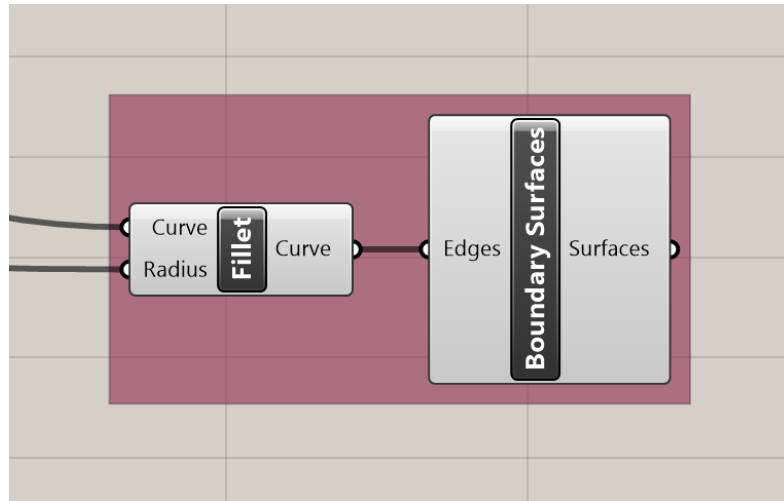 Curve
Radius
Fillet
Curve
Edges
Boundary Surfaces
Surfaces